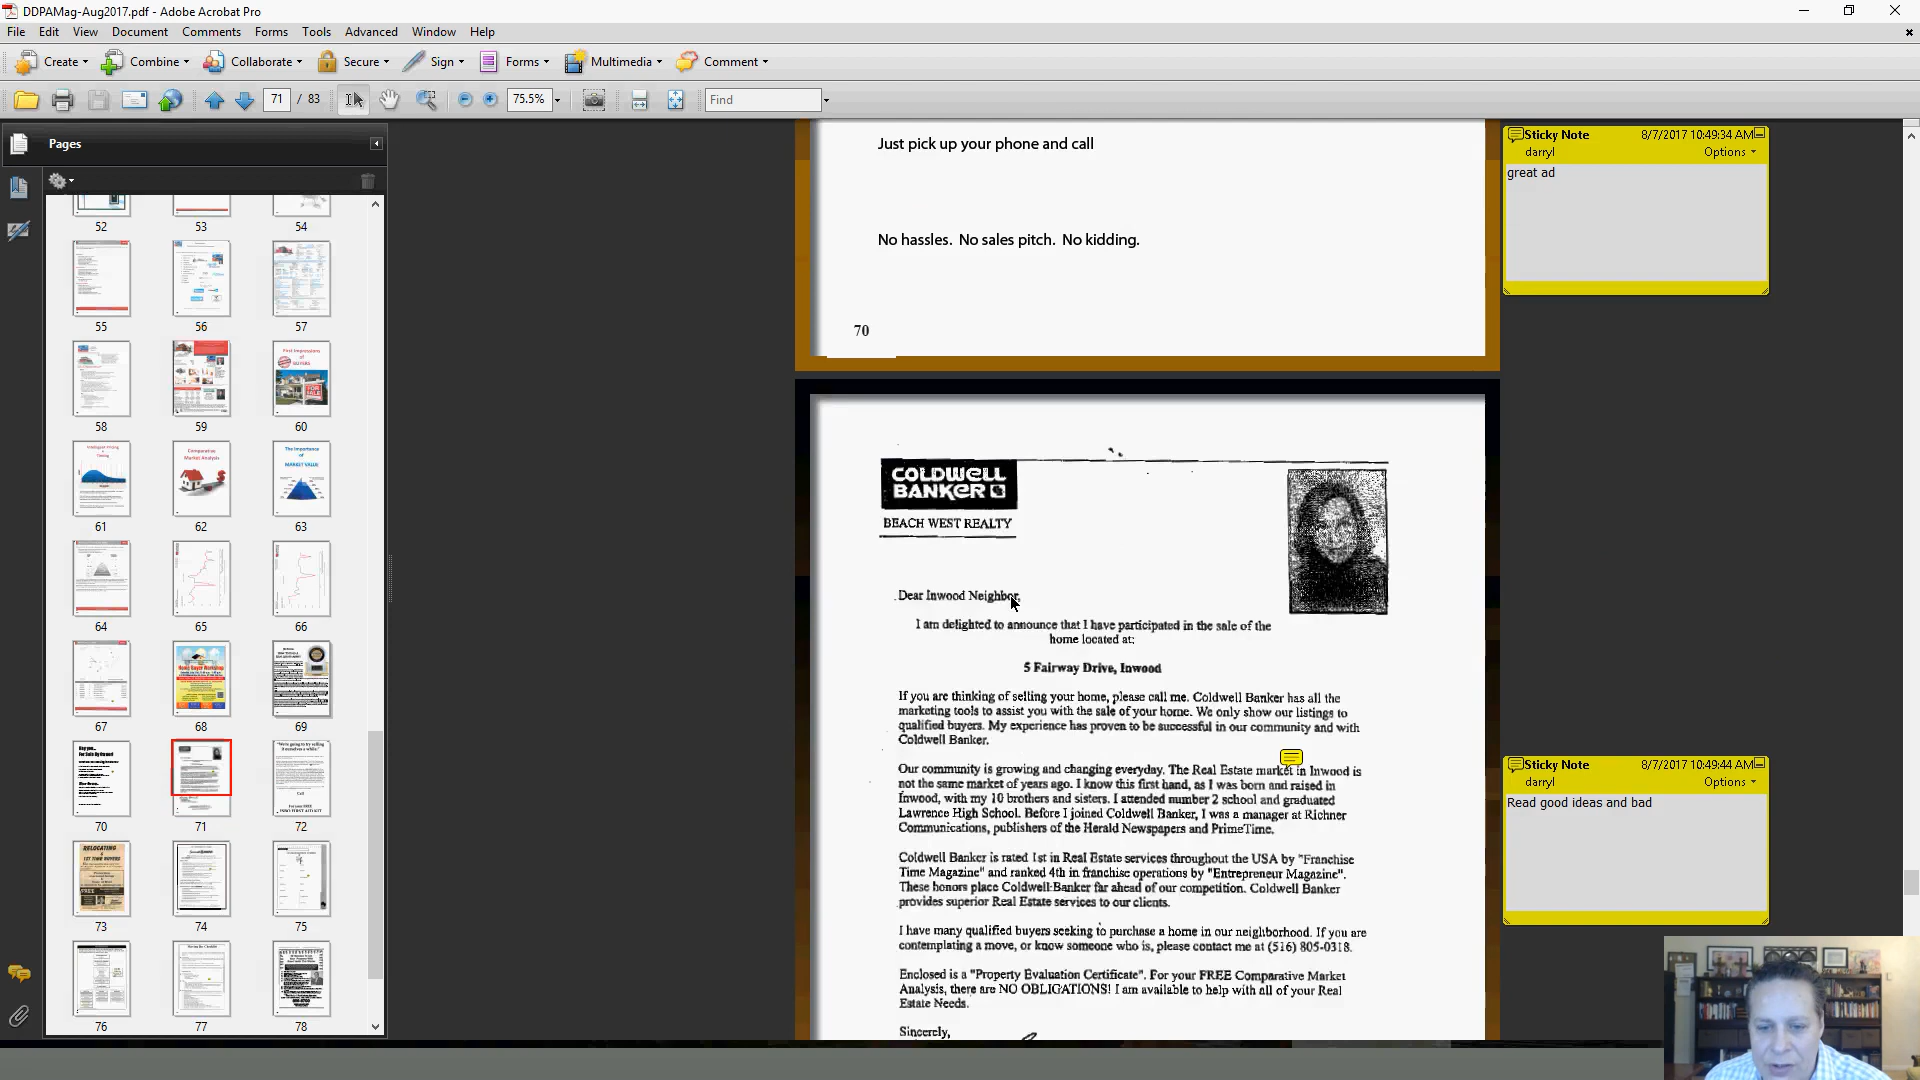 DDPAMag-Aug2017.pdf - Adobe Acrobat Pro
File Edit View Document Comments Forms Tools Advanced Window Help
Create Combine Collaborate Secure Sign Forms Multimedia Comment
71 / 83 75.5% Find
Pages
52 53 54
55 56 57
58 59 60
First Impressions
of
BUYERS
61 62 63
Comparative
Market Analysis
The Importance
of
MARKET VALUE
64 65 66
67 68 69
70 71 72
73 74 75
76 77 78
Just pick up your phone and call
No hassles. No sales pitch. No kidding.
70
COLDWELL
BANKER
BEACH WEST REALTY
Dear Inwood Neighbor,
I am delighted to announce that I have participated in the sale of the
home located at:
5 Fairway Drive, Inwood
If you are thinking of selling your home, please call me. Coldwell Banker has all the
marketing tools to assist you with the sale of your home. We only show our listings to
qualified buyers. My experience has proven to be successful in our community and with
Coldwell Banker.
Our community is growing and changing everyday. The Real Estate market in Inwood is
not the same market of years ago. I know this first hand, as I was born and raised in
Inwood, with my 10 brothers and sisters. I attended number 2 school and graduated
Lawrence High School. Before I joined Coldwell Banker, I was a manager at Richner
Communications, publishers of the Herald Newspapers and PrimeTime.
Coldwell Banker is rated 1st in Real Estate services throughout the USA by "Franchise
Time Magazine" and ranked 4th in franchise operations by "Entrepreneur Magazine".
These honors place Coldwell Banker far ahead of our competition. Coldwell Banker
provides superior Real Estate services to our clients.
I have many qualified buyers seeking to purchase a home in our neighborhood. If you are
contemplating a move, or know someone who is, please contact me at (516) 805-0318.
Enclosed is a "Property Evaluation Certificate". For your FREE Comparative Market
Analysis, there are NO OBLIGATIONS! I am available to help with all of your Real
Estate Needs.
Sincerely,
Sticky Note 8/7/2017 10:49:34 AM
darryl Options
great ad
Sticky Note 8/7/2017 10:49:44 AM
darryl Options
Read good ideas and bad